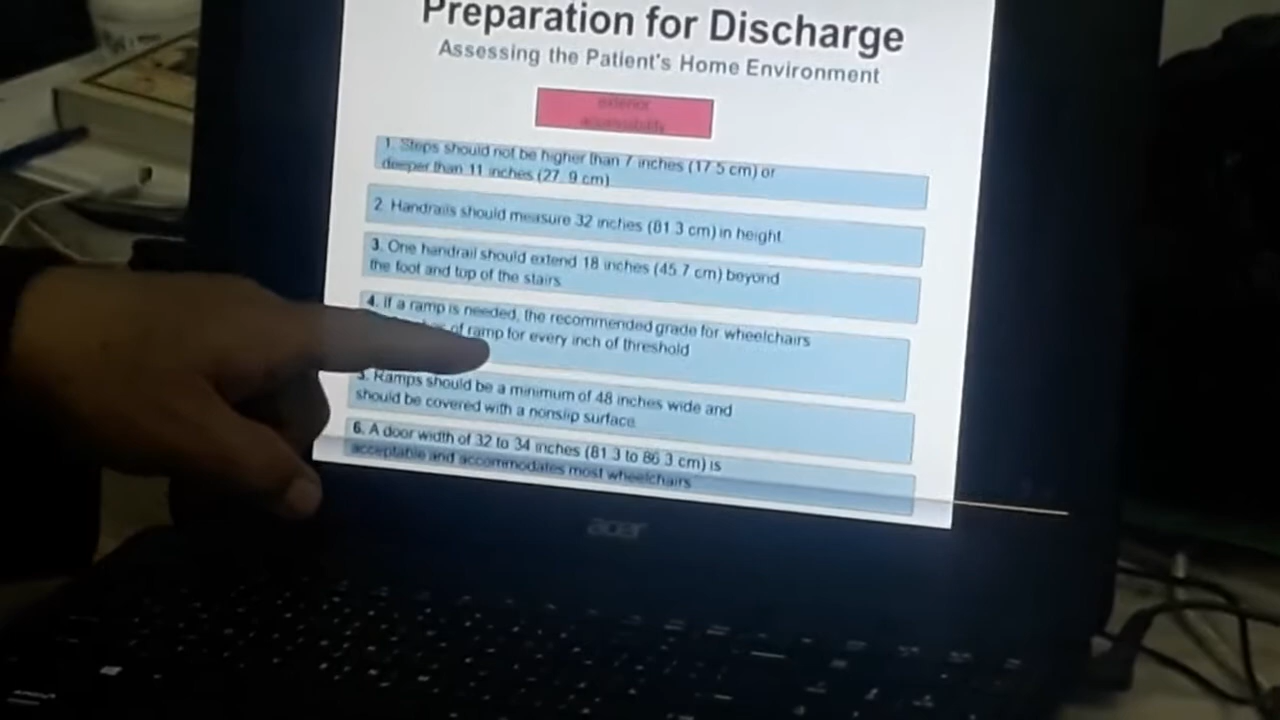 Preparation for Discharge
Assessing the Patient's Home Environment
exterior
accessibility
1. Steps should not be higher than 7 inches (17 5 cm) or
deeper than 11 inches (27. 9 cm)
2. Handrails should measure 32 inches (81 3 cm) in height
3. One handrail should extend 18 inches (45.7 cm) beyond
the foot and top of the stairs
4. If a ramp is needed, the recommended grade for wheelchairs
of ramp for every inch of threshold
5. Ramps should be a minimum of 48 inches wide and
should be covered with a nonslip surface
6. A door width of 32 to 34 inches (81 3 to 86 3 cm) is
acceptable and accommodates most wheelchairs
acer